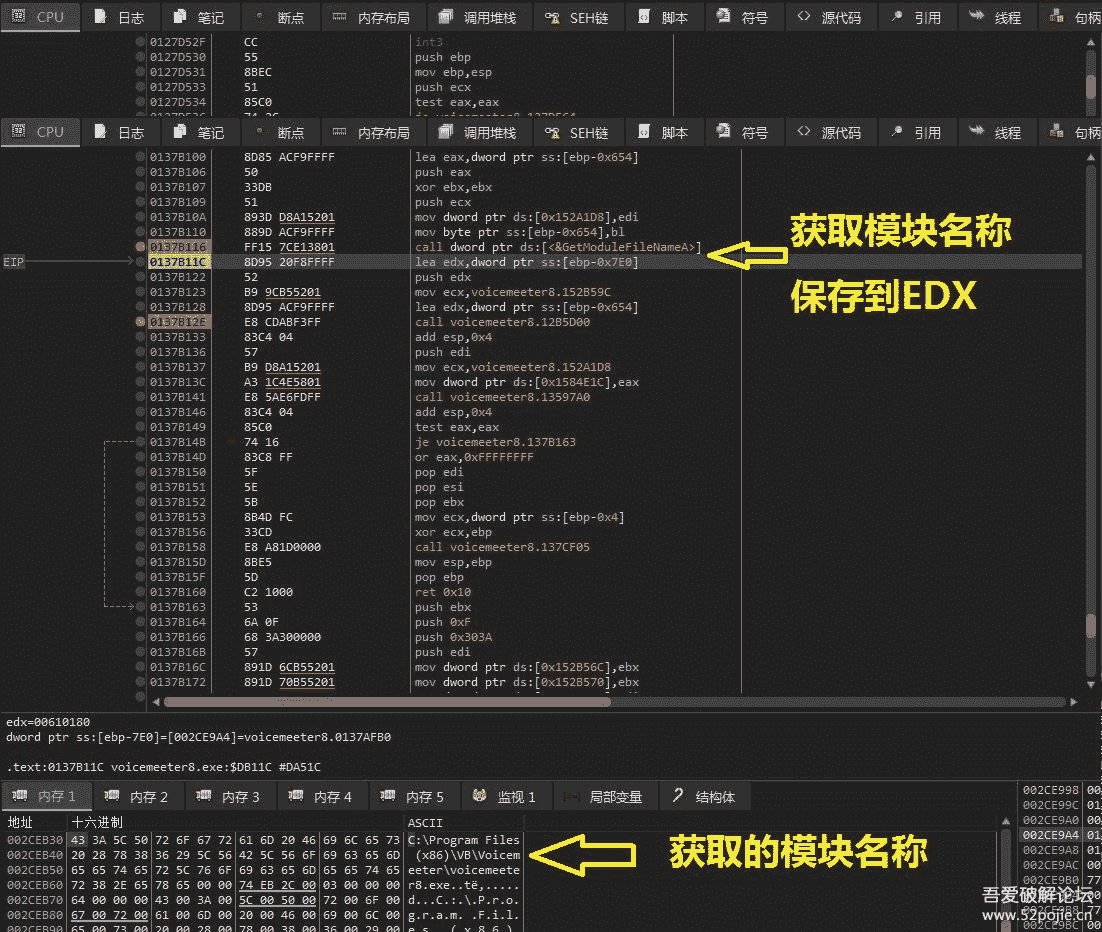 CPU 日志 笔记 断点 内存布局 调用堆栈 SEH链 脚本 符号 源代码 引用 线程 句柄
0127D52F CC int3
0127D530 55 push ebp
0127D531 8BEC mov ebp,esp
0127D533 51 push ecx
0127D534 85C0 test eax,eax
CPU 日志 笔记 断点 内存布局 调用堆栈 SEH链 脚本 符号 源代码 引用 线程 句柄
0137B100 8D85 ACF9FFFF lea eax,dword ptr ss:[ebp-0x654]
0137B106 50 push eax
0137B107 33DB xor ebx,ebx
0137B109 51 push ecx
0137B10A 893D D8A15201 mov dword ptr ds:[0x152A1D8],edi
0137B110 889D ACF9FFFF mov byte ptr ss:[ebp-0x654],bl
0137B116 FF15 7CE13801 call dword ptr ds:[<&GetModuleFileNameA>]
获取模块名称
EIP 0137B11C 8D95 20F8FFFF lea edx,dword ptr ss:[ebp-0x7E0]
0137B122 52 push edx
0137B123 B9 9CB55201 mov ecx,voicemeeter8.152B59C
保存到EDX
0137B128 8D95 ACF9FFFF lea edx,dword ptr ss:[ebp-0x654]
0137B12E E8 CDABF3FF call voicemeeter8.12B5D00
0137B133 83C4 04 add esp,0x4
0137B136 57 push edi
0137B137 B9 D8A15201 mov ecx,voicemeeter8.152A1D8
0137B13C A3 1C4E5801 mov dword ptr ds:[0x1584E1C],eax
0137B141 E8 5AE6FDFF call voicemeeter8.13597A0
0137B146 83C4 04 add esp,0x4
0137B149 85C0 test eax,eax
0137B14B 74 16 je voicemeeter8.137B163
0137B14D 83C8 FF or eax,0xFFFFFFFF
0137B150 5F pop edi
0137B151 5E pop esi
0137B152 5B pop ebx
0137B153 8B4D FC mov ecx,dword ptr ss:[ebp-0x4]
0137B156 33CD xor ecx,ebp
0137B158 E8 A81D0000 call voicemeeter8.137CF05
0137B15D 8BE5 mov esp,ebp
0137B15F 5D pop ebp
0137B160 C2 1000 ret 0x10
0137B163 53 push ebx
0137B164 6A 0F push 0xF
0137B166 68 3A300000 push 0x303A
0137B16B 57 push edi
0137B16C 891D 6CB55201 mov dword ptr ds:[0x152B56C],ebx
0137B172 891D 70B55201 mov dword ptr ds:[0x152B570],ebx
edx=00610180
dword ptr ss:[ebp-7E0]=[002CE9A4]=voicemeeter8.0137AFB0
.text:0137B11C voicemeeter8.exe:$DB11C #DA51C
内存 1 内存 2 内存 3 内存 4 内存 5 监视 1 局部变量 结构体
地址 十六进制 ASCII
002CEB30 43 3A 5C 50 72 6F 67 72 61 6D 20 46 69 6C 65 73 C:\Program Files
002CEB40 20 28 78 38 36 29 5C 56 42 5C 56 6F 69 63 65 6D (x86)\VB\Voicem
002CEB50 65 65 74 65 72 5C 76 6F 69 63 65 6D 65 65 74 65 eeter\voicemeete
002CEB60 72 38 2E 65 78 65 00 00 74 EB 2C 00 03 00 00 00 r8.exe..të,.....
002CEB70 64 00 00 00 43 00 3A 00 5C 00 50 00 72 00 6F 00 d...C.:.\.P.r.o.
002CEB80 67 00 72 00 61 00 6D 00 20 00 46 00 69 00 6C 00 g.r.a.m. .F.i.l.
002CEB90 65 00 73 00 20 00 28 00 78 00 38 00 36 00 29 00 e.s. .(.x.8.6.)
获取的模块名称
002CE998
002CE99C
002CE9A0
002CE9A4
002CE9A8
002CE9AC
002CE9B0
吾爱破解论坛
www.52pojie.cn